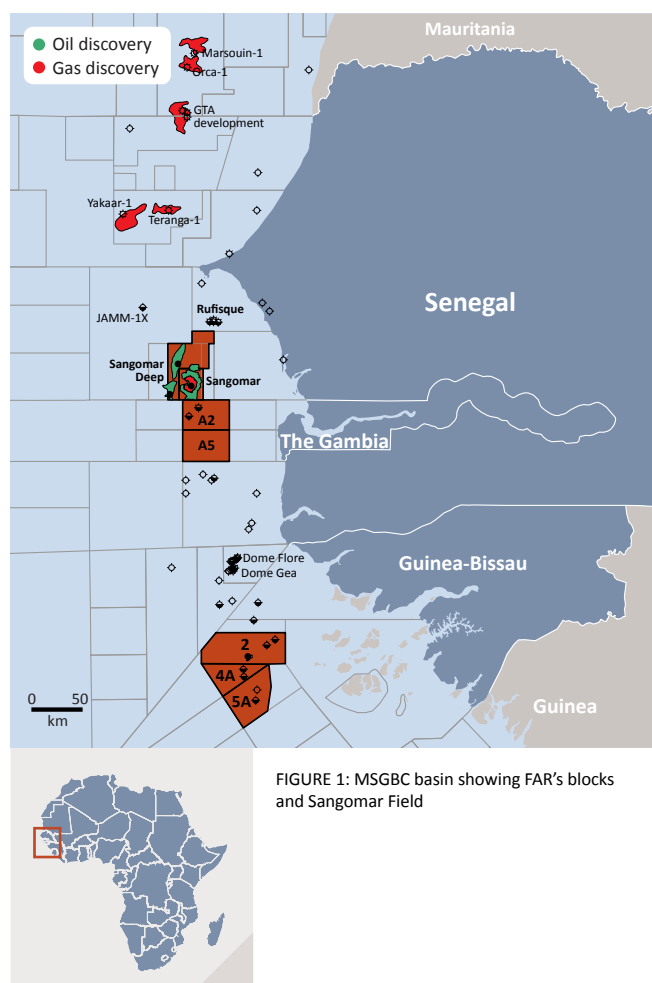 Oil discovery
Gas discovery
Mauritania
Marsouin-1
Orca-1
GTA
development
Yakaar-1
Teranga-1
JAMM-1X
Rufisque
Senegal
Sangomar
Deep
Sangomar
A2
A5
The Gambia
Dome Flore
Dome Gea
Guinea-Bissau
2
4A
5A
Guinea
0 50
km
FIGURE 1: MSGBC basin showing FAR’s blocks
and Sangomar Field